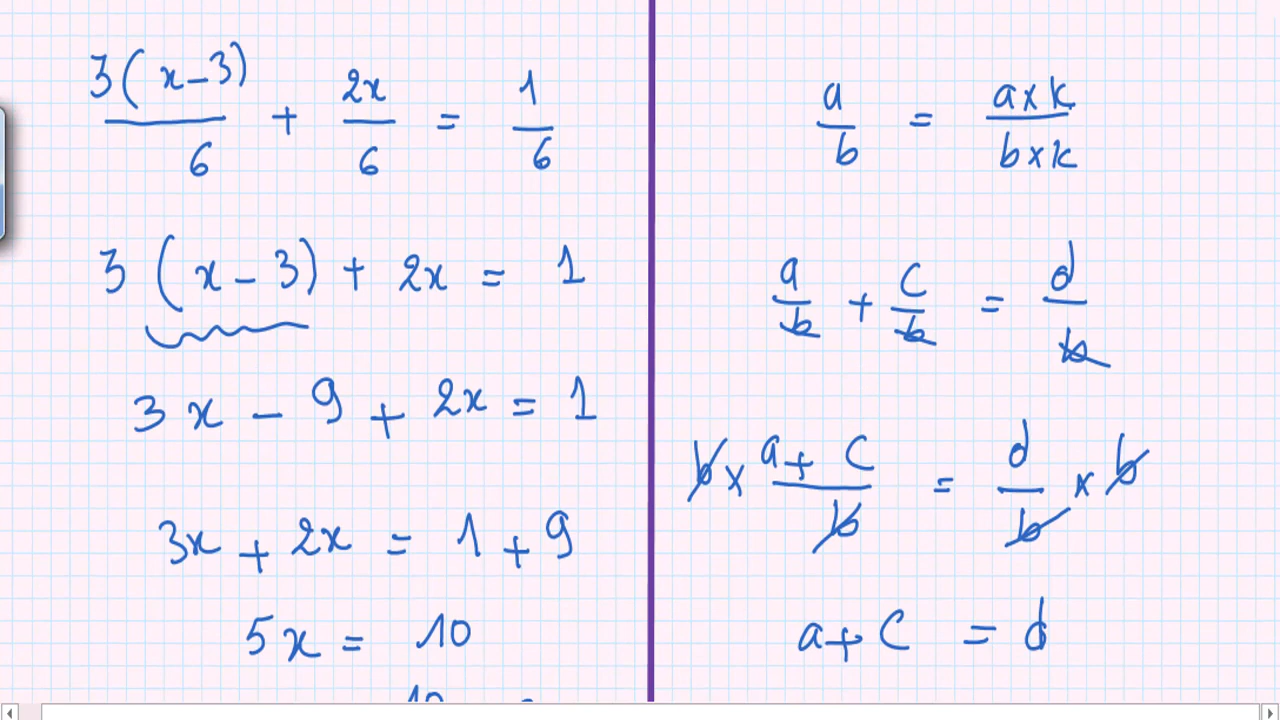 3(x-3)/6 + 2x/6 = 1/6
3 (x - 3) + 2x = 1
3x - 9 + 2x = 1
3x + 2x = 1 + 9
5x = 10
10
a/b = a×k/b×k
a/b + c/b = d/b
b × a+c/b = d/b × b
a+c = d